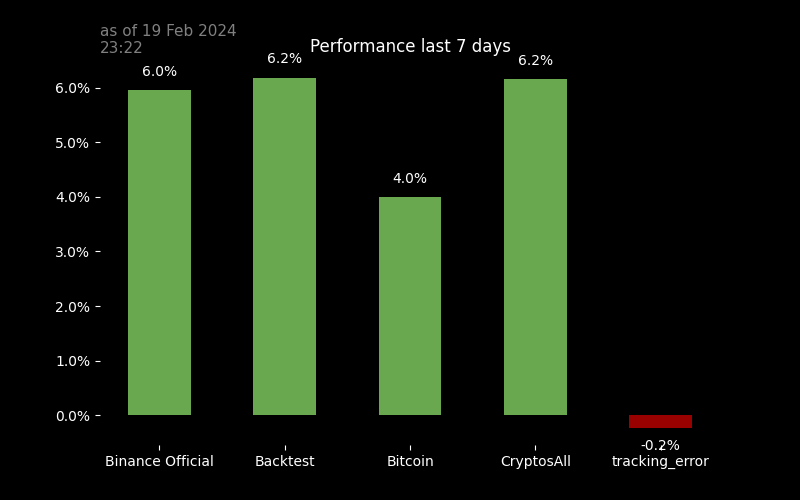 as of 19 Feb 2024
23:22
Performance last 7 days
6.0%
6.2%
4.0%
6.2%
-0.2%
6.0%
5.0%
4.0%
3.0%
2.0%
1.0%
0.0%
Binance Official
Backtest
Bitcoin
CryptosAll
tracking_error